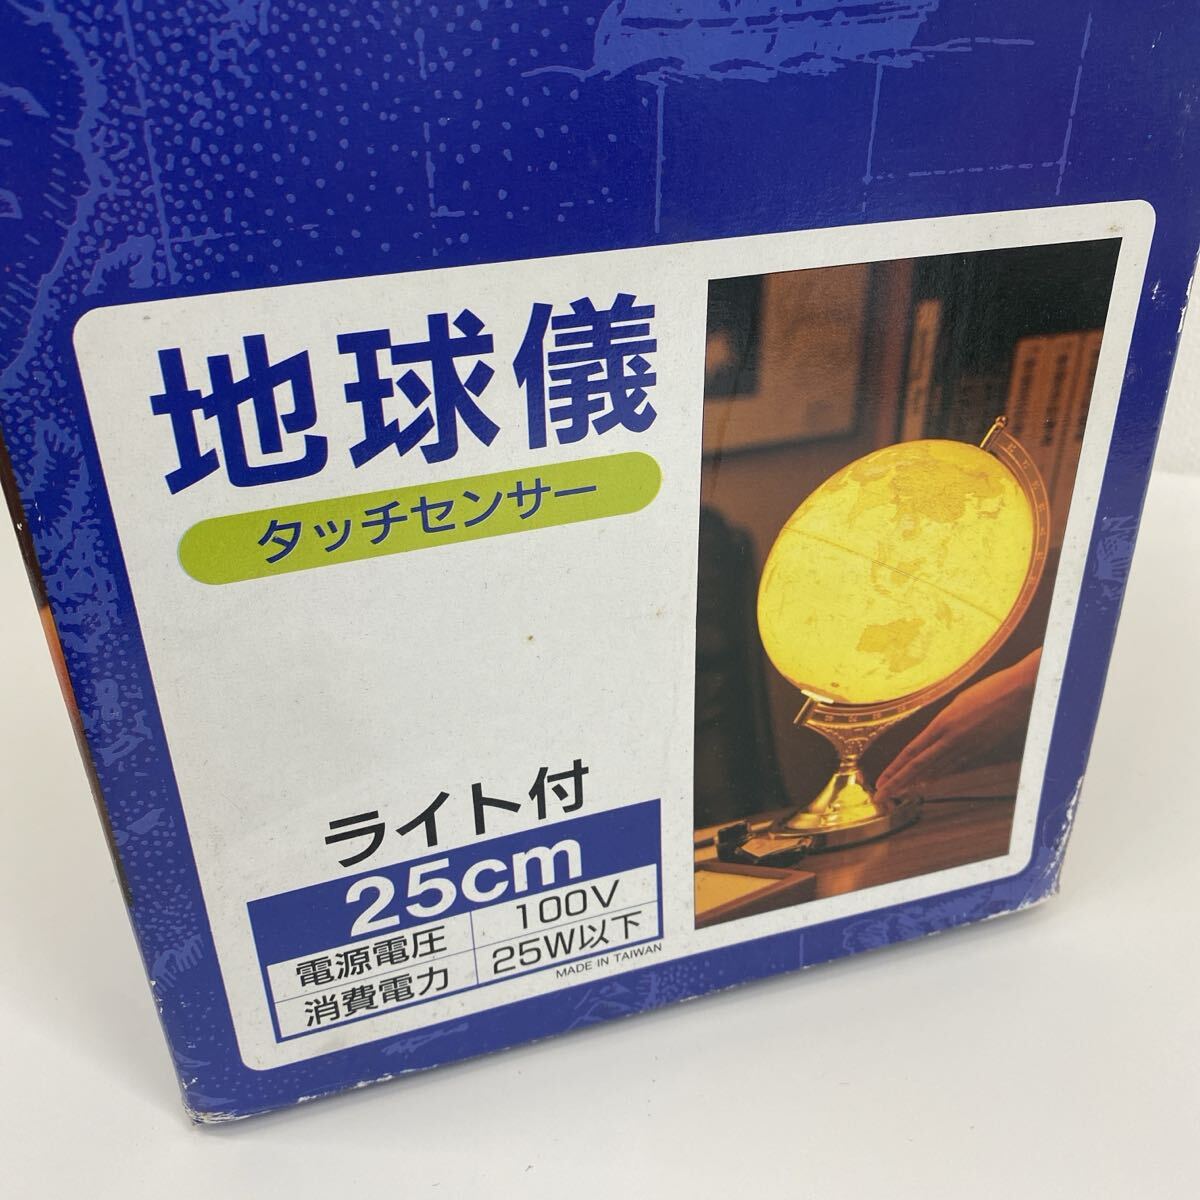 地球儀
タッチセンサー
ライト付
25cm
電源電圧 100V
消費電力 25W以下
MADE IN TAIWAN